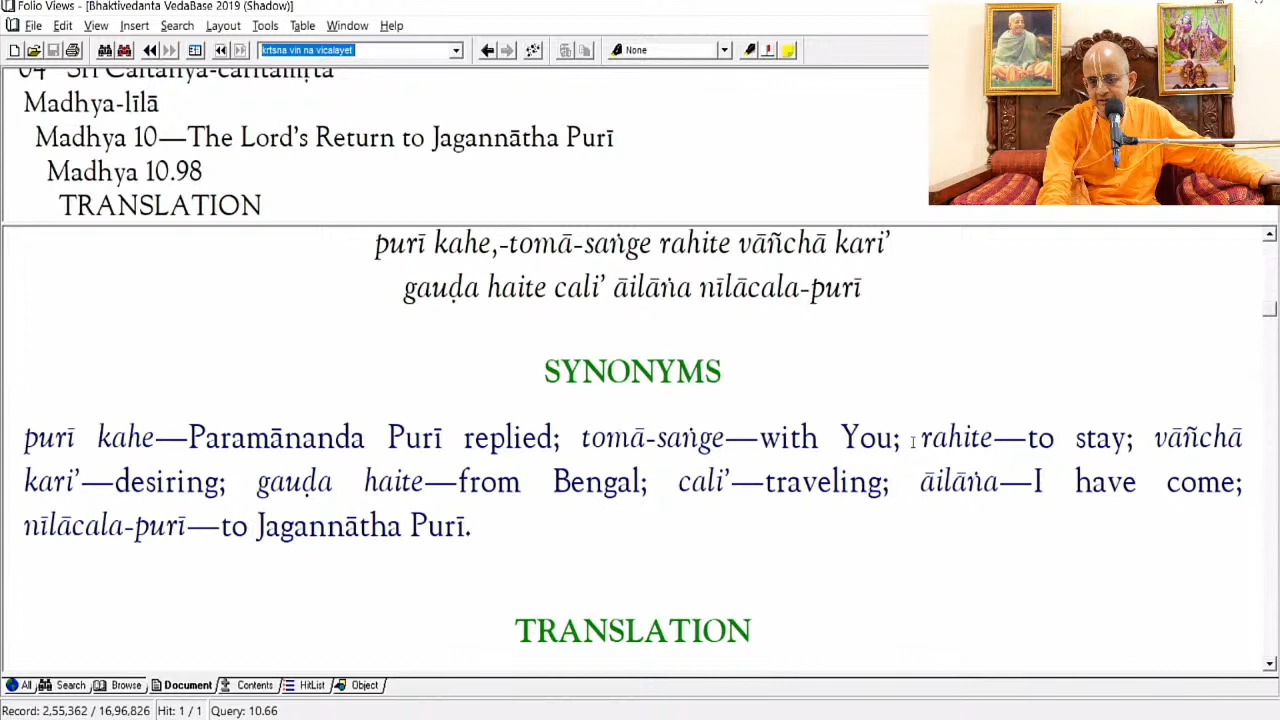 Folio Views - [Bhaktivedanta VedaBase 2019 (Shadow)]
File Edit View Insert Search Layout Tools Table Window Help
krtsna vin na vicalayet
None
04 Śrī Caitanya-caritāmṛta
Madhya-līlā
Madhya 10—The Lord's Return to Jagannātha Purī
Madhya 10.98
TRANSLATION
purī kahe,-tomā-saṅge rahite vāñchā kari'
gauḍa haite cali' āilāṅa nīlācala-purī
SYNONYMS
purī kahe—Paramānanda Purī replied; tomā-saṅge—with You; rahite—to stay; vāñchā
kari'—desiring; gauḍa haite—from Bengal; cali'—traveling; āilāṅa—I have come;
nīlācala-purī—to Jagannātha Purī.
TRANSLATION
All Search Browse Document Contents HitList Object
Record: 2,55,362 / 16,96,826 Hit: 1 / 1 Query: 10.66